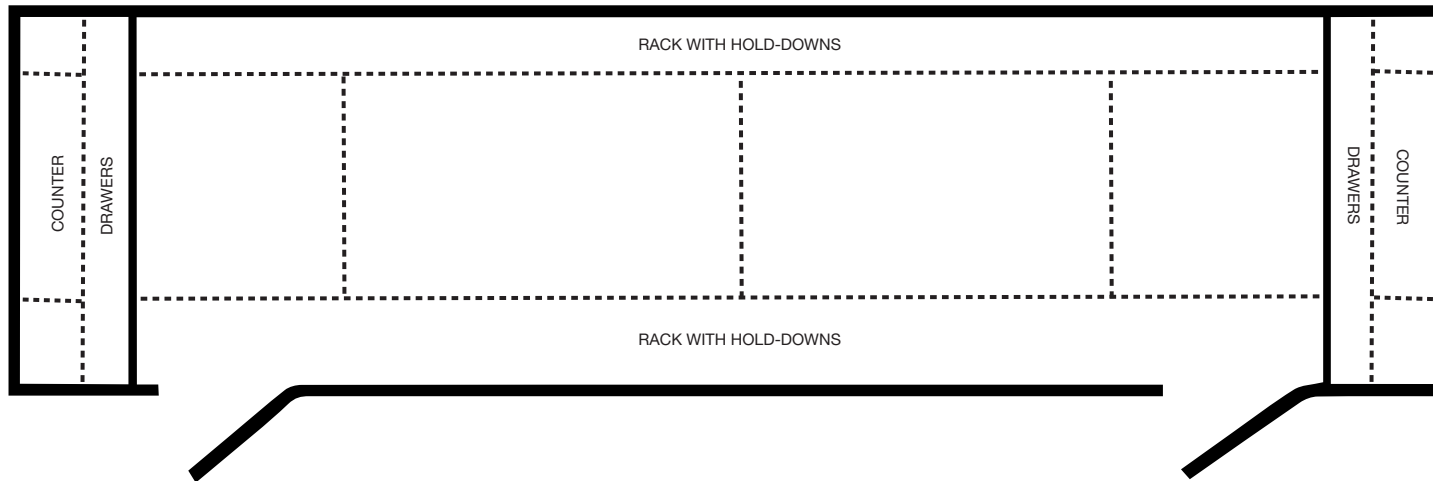 RACK WITH HOLD-DOWNS
COUNTER
DRAWERS
DRAWERS
COUNTER
RACK WITH HOLD-DOWNS